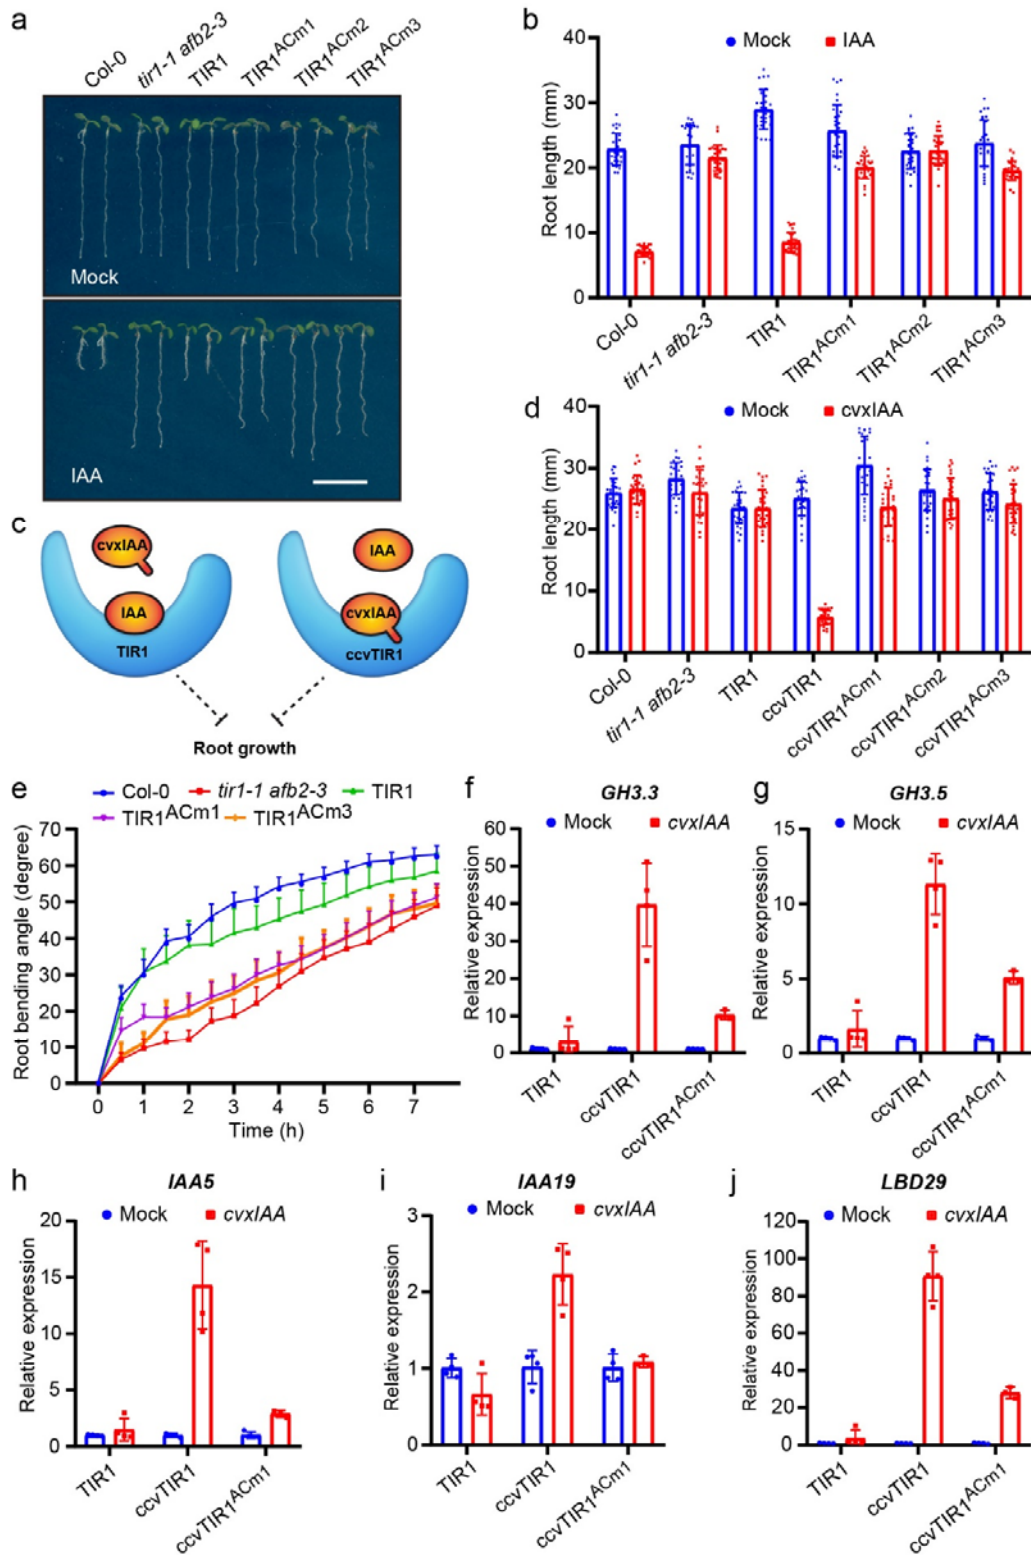 a
Col-0
tir1-1 afb2-3
TIR1
TIR1ACm1
TIR1ACm2
TIR1ACm3
Mock
IAA
b
Mock IAA
Root length (mm)
40
30
20
10
0
Col-0
tir1-1 afb2-3
TIR1
TIR1ACm1
TIR1ACm2
TIR1ACm3
c
cvxIAA
IAA
TIR1
IAA
cvxIAA
ccvTIR1
Root growth
d
Mock cvxIAA
Root length (mm)
40
30
20
10
0
Col-0
tir1-1 afb2-3
TIR1
ccvTIR1
ccvTIR1ACm1
ccvTIR1ACm2
ccvTIR1ACm3
e
Col-0 tir1-1 afb2-3 TIR1
TIR1ACm1 TIR1ACm3
Root bending angle (degree)
70
60
50
40
30
20
10
0
0 1 2 3 4 5 6 7
Time (h)
f
GH3.3
Mock cvxIAA
Relative expression
60
50
40
30
20
10
0
TIR1
ccvTIR1
ccvTIR1ACm1
g
GH3.5
Mock cvxIAA
Relative expression
15
10
5
0
TIR1
ccvTIR1
ccvTIR1ACm1
h
IAA5
Mock cvxIAA
Relative expression
20
15
10
5
0
TIR1
ccvTIR1
ccvTIR1ACm1
i
IAA19
Mock cvxIAA
Relative expression
3
2
1
0
TIR1
ccvTIR1
ccvTIR1ACm1
j
LBD29
Mock cvxIAA
Relative expression
120
100
80
60
40
20
0
TIR1
ccvTIR1
ccvTIR1ACm1